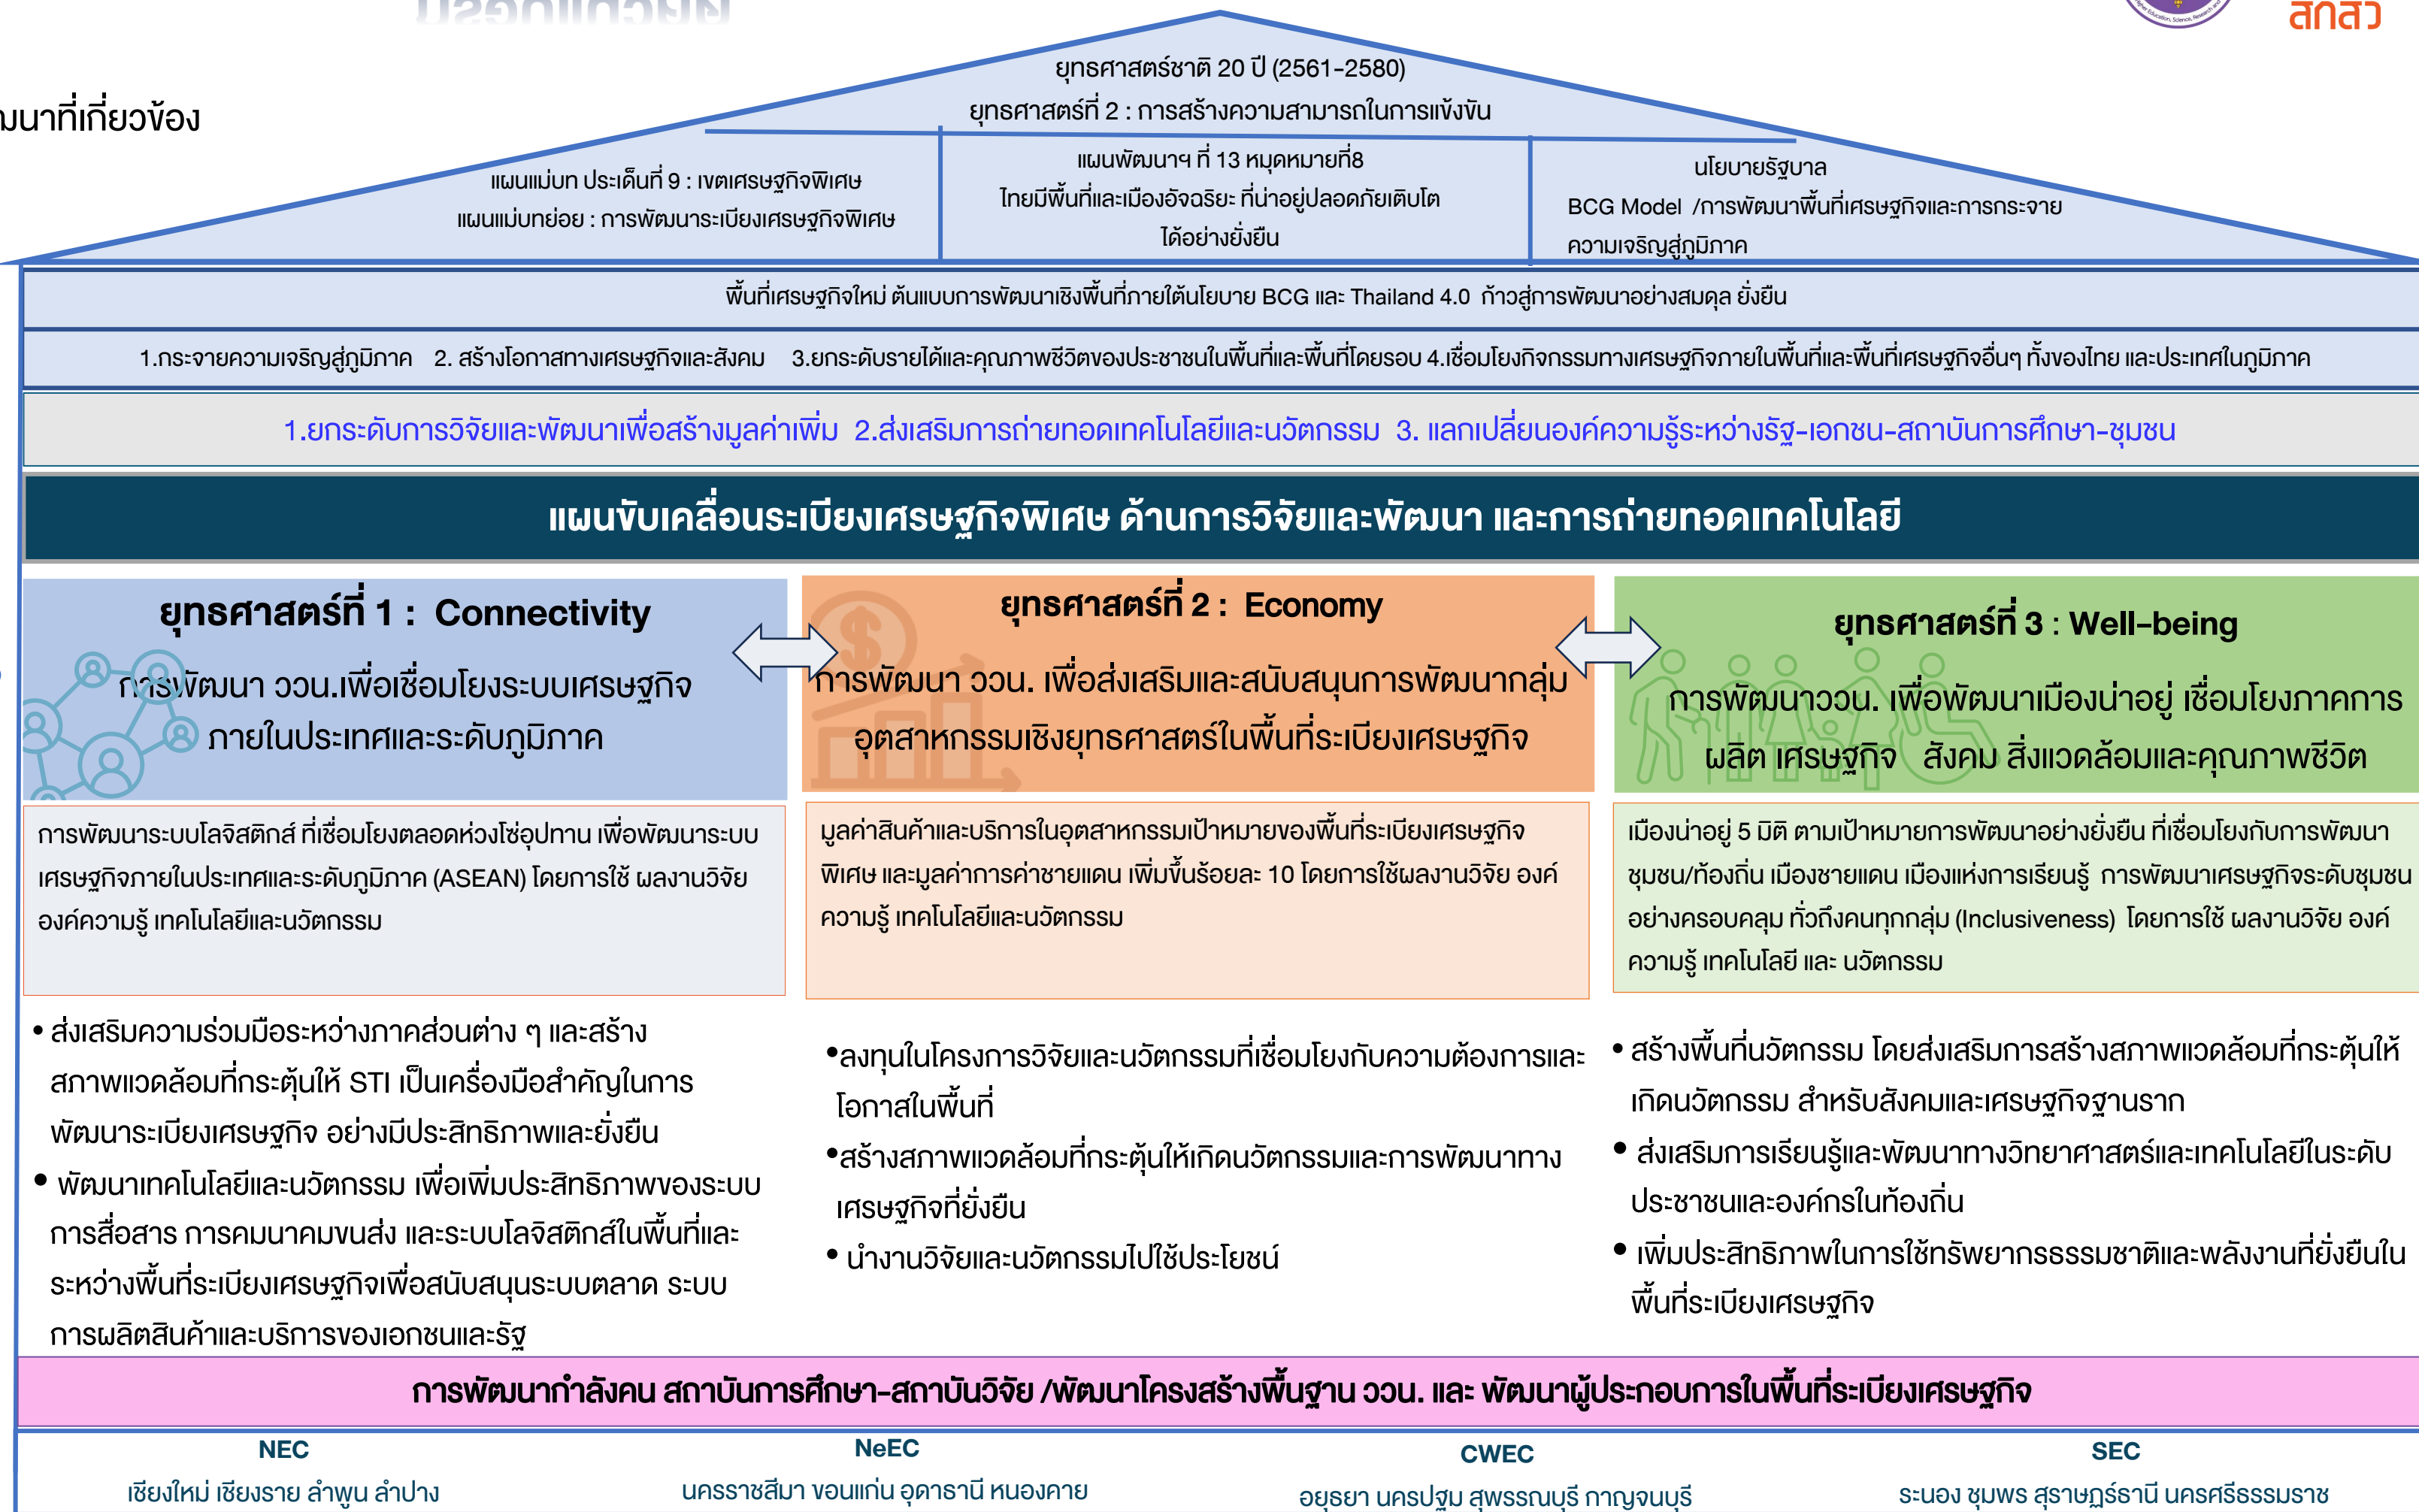 สกสว
ฒนาที่เกี่ยวข้อง
ยุทธศาสตร์ชาติ 20 ปี (2561-2580)
ยุทธศาสตร์ที่ 2 : การสร้างความสามารถในการแข้งขัน
แผนแม่บท ประเด็นที่ 9 : เขตเศรษฐกิจพิเศษ
แผนแม่บทย่อย : การพัฒนาระเบียงเศรษฐกิจพิเศษ
แผนพัฒนาฯ ที่ 13 หมุดหมายที่8
ไทยมีพื้นที่และเมืองอัจฉริยะ ที่น่าอยู่ปลอดภัยเติบโต
ได้อย่างยั่งยืน
นโยบายรัฐบาล
BCG Model /การพัฒนาพื้นที่เศรษฐกิจและการกระจาย
ความเจริญสู่ภูมิภาค
พื้นที่เศรษฐกิจใหม่ ต้นแบบการพัฒนาเชิงพื้นที่ภายใต้นโยบาย BCG และ Thailand 4.0 ก้าวสู่การพัฒนาอย่างสมดุล ยั่งยืน
1.กระจายความเจริญสู่ภูมิภาค 2. สร้างโอกาสทางเศรษฐกิจและสังคม 3.ยกระดับรายได้และคุณภาพชีวิตของประชาชนในพื้นที่และพื้นที่โดยรอบ 4.เชื่อมโยงกิจกรรมทางเศรษฐกิจภายในพื้นที่และพื้นที่เศรษฐกิจอื่นๆ ทั้งของไทย และประเทศในภูมิภาค
1.ยกระดับการวิจัยและพัฒนาเพื่อสร้างมูลค่าเพิ่ม 2.ส่งเสริมการถ่ายทอดเทคโนโลยีและนวัตกรรม 3. แลกเปลี่ยนองค์ความรู้ระหว่างรัฐ-เอกชน-สถาบันการศึกษา-ชุมชน
แผนขับเคลื่อนระเบียงเศรษฐกิจพิเศษ ด้านการวิจัยและพัฒนา และการถ่ายทอดเทคโนโลยี
ยุทธศาสตร์ที่ 1 : Connectivity
การพัฒนา ววน.เพื่อเชื่อมโยงระบบเศรษฐกิจ
ภายในประเทศและระดับภูมิภาค
การพัฒนาระบบโลจิสติกส์ ที่เชื่อมโยงตลอดห่วงโซ่อุปทาน เพื่อพัฒนาระบบ
เศรษฐกิจภายในประเทศและระดับภูมิภาค (ASEAN) โดยการใช้ ผลงานวิจัย
องค์ความรู้ เทคโนโลยีและนวัตกรรม
• ส่งเสริมความร่วมมือระหว่างภาคส่วนต่าง ๆ และสร้าง
สภาพแวดล้อมที่กระตุ้นให้ STI เป็นเครื่องมือสำคัญในการ
พัฒนาระเบียงเศรษฐกิจ อย่างมีประสิทธิภาพและยั่งยืน
• พัฒนาเทคโนโลยีและนวัตกรรม เพื่อเพิ่มประสิทธิภาพของระบบ
การสื่อสาร การคมนาคมขนส่ง และระบบโลจิสติกส์ในพื้นที่และ
ระหว่างพื้นที่ระเบียงเศรษฐกิจเพื่อสนับสนุนระบบตลาด ระบบ
การผลิตสินค้าและบริการของเอกชนและรัฐ
ยุทธศาสตร์ที่ 2 : Economy
การพัฒนา ววน. เพื่อส่งเสริมและสนับสนุนการพัฒนากลุ่ม
อุตสาหกรรมเชิงยุทธศาสตร์ในพื้นที่ระเบียงเศรษฐกิจ
มูลค่าสินค้าและบริการในอุตสาหกรรมเป้าหมายของพื้นที่ระเบียงเศรษฐกิจ
พิเศษ และมูลค่าการค่าชายแดน เพิ่มขึ้นร้อยละ 10 โดยการใช้ผลงานวิจัย องค์
ความรู้ เทคโนโลยีและนวัตกรรม
•ลงทุนในโครงการวิจัยและนวัตกรรมที่เชื่อมโยงกับความต้องการและ
โอกาสในพื้นที่
•สร้างสภาพแวดล้อมที่กระตุ้นให้เกิดนวัตกรรมและการพัฒนาทาง
เศรษฐกิจที่ยั่งยืน
• นำงานวิจัยและนวัตกรรมไปใช้ประโยชน์
ยุทธศาสตร์ที่ 3 : Well-being
การพัฒนาววน. เพื่อพัฒนาเมืองน่าอยู่ เชื่อมโยงภาคการ
ผลิต เศรษฐกิจ สังคม สิ่งแวดล้อมและคุณภาพชีวิต
เมืองน่าอยู่ 5 มิติ ตามเป้าหมายการพัฒนาอย่างยั่งยืน ที่เชื่อมโยงกับการพัฒนา
ชุมชน/ท้องถิ่น เมืองชายแดน เมืองแห่งการเรียนรู้ การพัฒนาเศรษฐกิจระดับชุมชน
อย่างครอบคลุม ทั่วถึงคนทุกกลุ่ม (Inclusiveness) โดยการใช้ ผลงานวิจัย องค์
ความรู้ เทคโนโลยี และ นวัตกรรม
• สร้างพื้นที่นวัตกรรม โดยส่งเสริมการสร้างสภาพแวดล้อมที่กระตุ้นให้
เกิดนวัตกรรม สำหรับสังคมและเศรษฐกิจฐานราก
• ส่งเสริมการเรียนรู้และพัฒนาทางวิทยาศาสตร์และเทคโนโลยีในระดับ
ประชาชนและองค์กรในท้องถิ่น
• เพิ่มประสิทธิภาพในการใช้ทรัพยากรธรรมชาติและพลังงานที่ยั่งยืนใน
พื้นที่ระเบียงเศรษฐกิจ
การพัฒนากำลังคน สถาบันการศึกษา-สถาบันวิจัย /พัฒนาโครงสร้างพื้นฐาน ววน. และ พัฒนาผู้ประกอบการในพื้นที่ระเบียงเศรษฐกิจ
NEC
เชียงใหม่ เชียงราย ลำพูน ลำปาง
NeEC
นครราชสีมา ขอนแก่น อุดาธานี หนองคาย
CWEC
อยุธยา นครปฐม สุพรรณบุรี กาญจนบุรี
SEC
ระนอง ชุมพร สุราษฏร์ธานี นครศรีธรรมราช